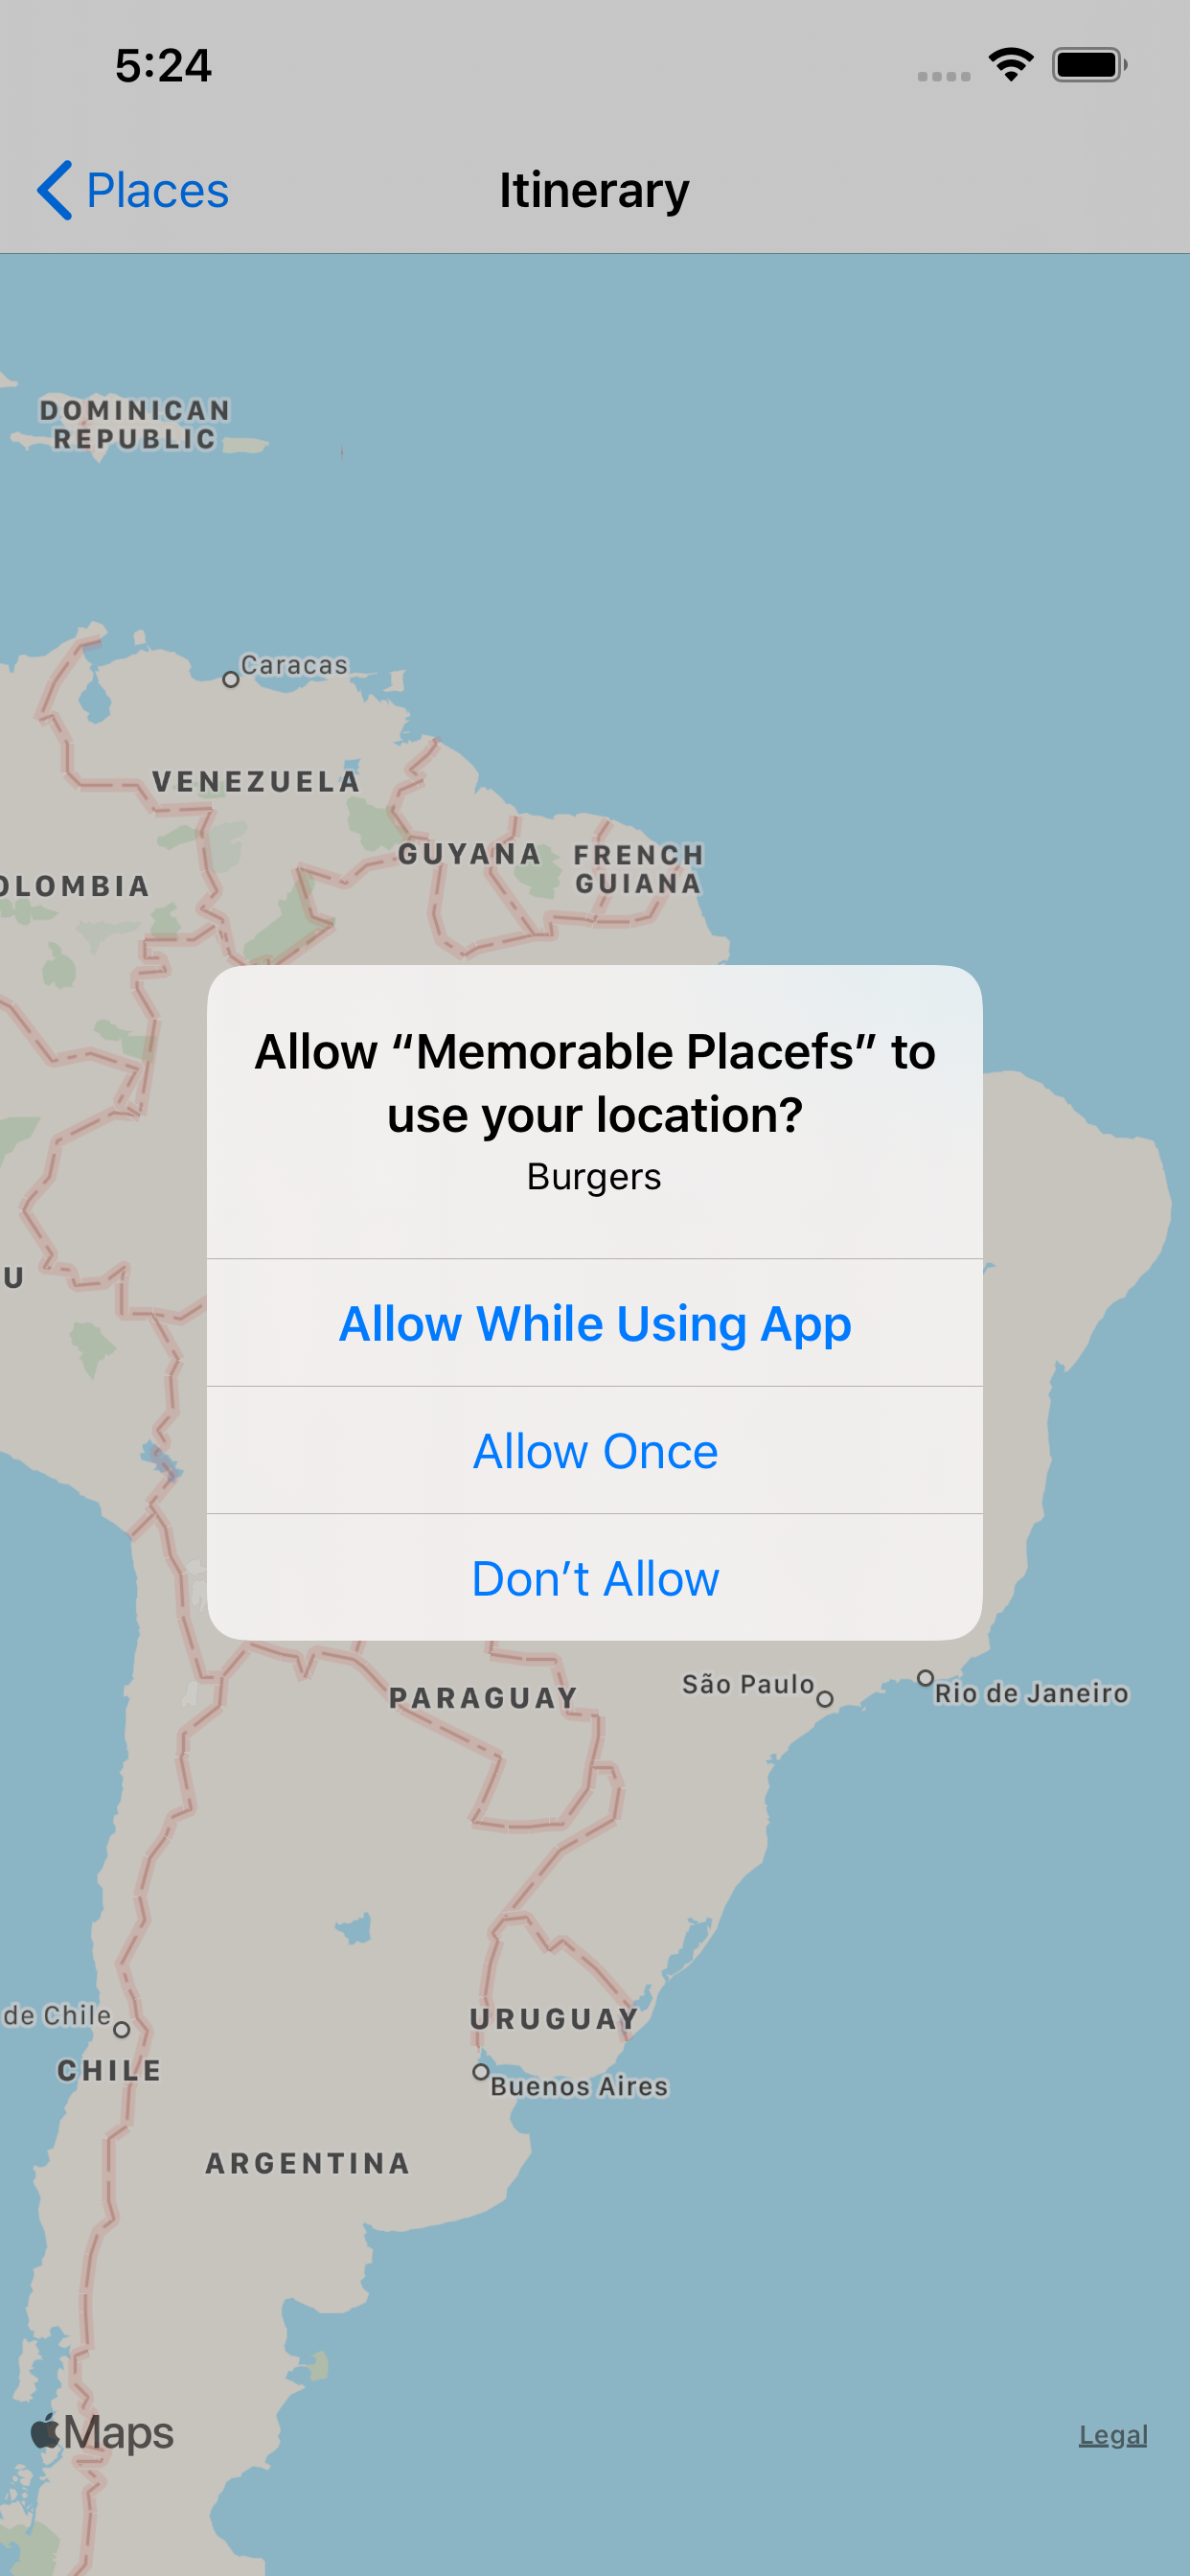 5:24
Places
Itinerary
DOMINICAN
REPUBLIC
Caracas
VENEZUELA
GUYANA
FRENCH
GUIANA
OLOMBIA
Allow “Memorable Placefs” to
use your location?
Burgers
U
Allow While Using App
Allow Once
Don’t Allow
PARAGUAY
São Paulo
Rio de Janeiro
de Chile
URUGUAY
CHILE
Buenos Aires
ARGENTINA
Maps
Legal